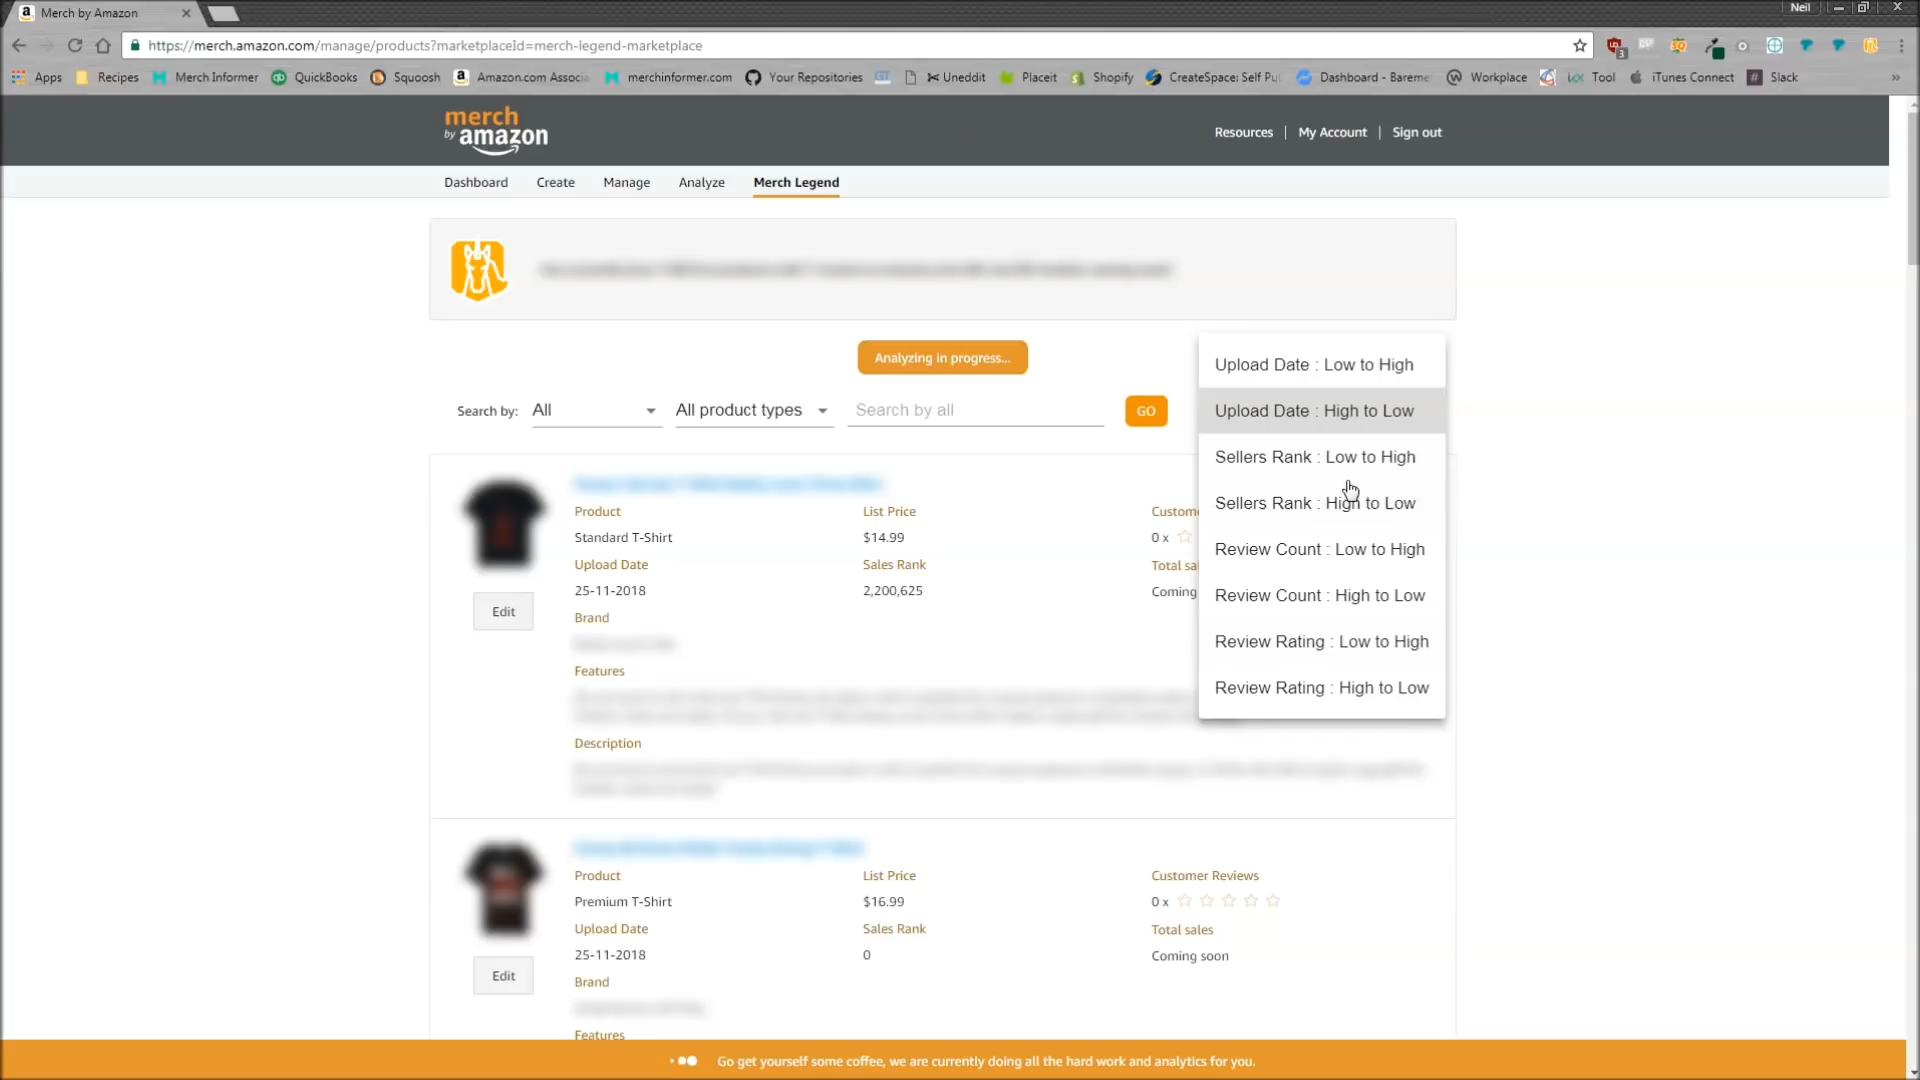 Merch by Amazon
Neil
https://merch.amazon.com/manage/products?marketplaceId=merch-legend-marketplace
3
Apps
Recipes
Merch Informer
QuickBooks
Squoosh
Amazon.com Associa
merchinformer.com
Your Repositories
Uneddit
Placeit
Shopify
CreateSpace: Self Pu
Dashboard - Bareme
Workplace
Tool
iTunes Connect
Slack
»
merch
by amazon
Resources | My Account | Sign out
Dashboard Create Manage Analyze Merch Legend
Analyzing in progress...
Search by: All All product types Search by all GO
Upload Date : Low to High
Upload Date : High to Low
Sellers Rank : Low to High
Sellers Rank : High to Low
Review Count : Low to High
Review Count : High to Low
Review Rating : Low to High
Review Rating : High to Low
Product List Price Custome
Standard T-Shirt $14.99 0 x
Upload Date Sales Rank Total sa
25-11-2018 2,200,625 Coming
Edit
Brand
Features
Description
Product List Price Customer Reviews
Premium T-Shirt $16.99 0 x
Upload Date Sales Rank Total sales
25-11-2018 0 Coming soon
Edit
Brand
Features
Go get yourself some coffee, we are currently doing all the hard work and analytics for you.